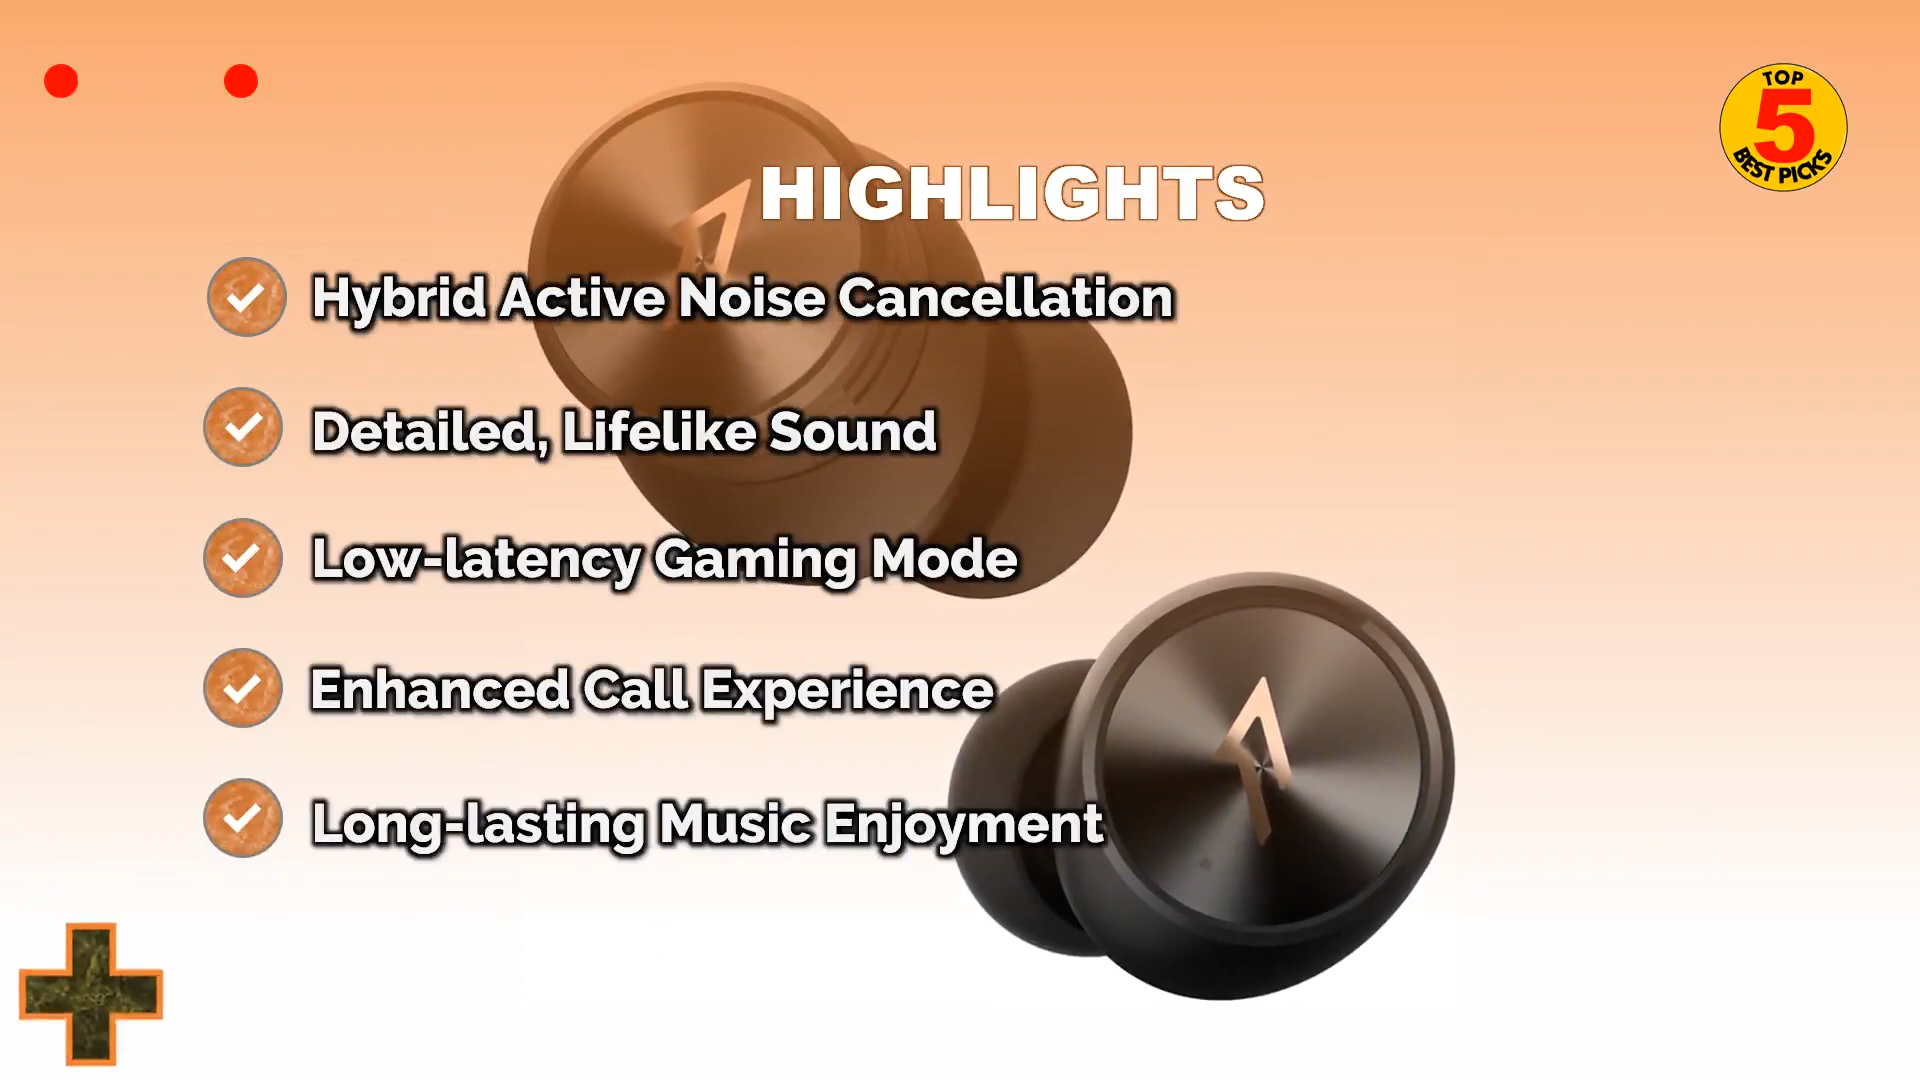 TOP
5
BEST PICKS
HIGHLIGHTS
Hybrid Active Noise Cancellation
Detailed, Lifelike Sound
Low-latency Gaming Mode
Enhanced Call Experience
Long-lasting Music Enjoyment